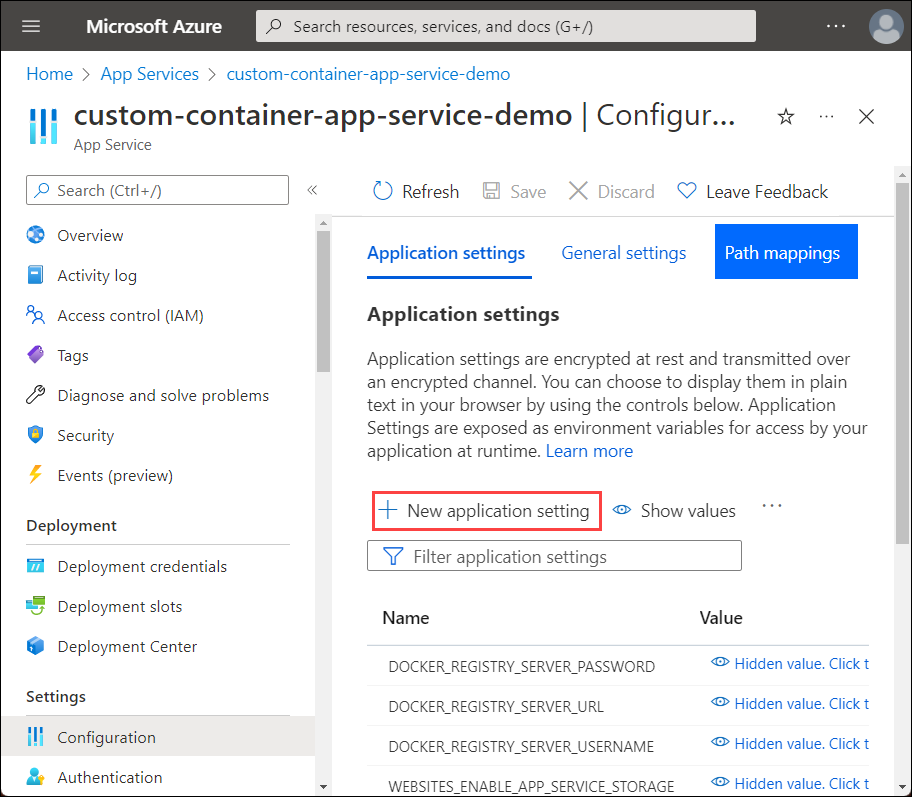 Microsoft Azure
Search resources, services, and docs (G+/)
Home > App Services > custom-container-app-service-demo
custom-container-app-service-demo | Configur...
App Service
Search (Ctrl+/)
«
Refresh
Save
Discard
Leave Feedback
Overview
Activity log
Access control (IAM)
Tags
Diagnose and solve problems
Security
Events (preview)
Deployment
Deployment credentials
Deployment slots
Deployment Center
Settings
Configuration
Authentication
Application settings
General settings
Path mappings
Application settings
Application settings are encrypted at rest and transmitted over
an encrypted channel. You can choose to display them in plain
text in your browser by using the controls below. Application
Settings are exposed as environment variables for access by your
application at runtime. Learn more
New application setting
Show values
Filter application settings
Name Value
DOCKER_REGISTRY_SERVER_PASSWORD Hidden value. Click t
DOCKER_REGISTRY_SERVER_URL Hidden value. Click t
DOCKER_REGISTRY_SERVER_USERNAME Hidden value. Click t
WEBSITES_ENABLE_APP_SERVICE_STORAGE Hidden value. Click t